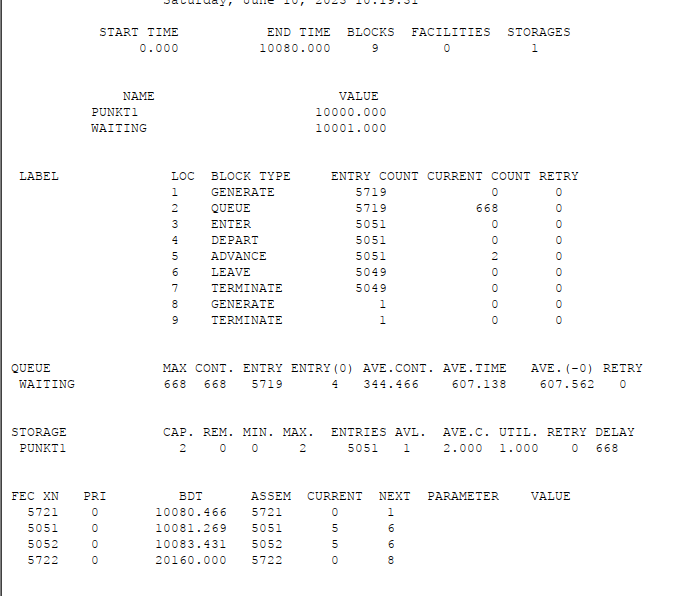 Saturday, June 10, 2023 10:19:31
START TIME END TIME BLOCKS FACILITIES STORAGES
0.000 10080.000 9 0 1
NAME VALUE
PUNKT1 10000.000
WAITING 10001.000
LABEL LOC BLOCK TYPE ENTRY COUNT CURRENT COUNT RETRY
1 GENERATE 5719 0 0
2 QUEUE 5719 668 0
3 ENTER 5051 0 0
4 DEPART 5051 0 0
5 ADVANCE 5051 2 0
6 LEAVE 5049 0 0
7 TERMINATE 5049 0 0
8 GENERATE 1 0 0
9 TERMINATE 1 0 0
QUEUE MAX CONT. ENTRY ENTRY(0) AVE.CONT. AVE.TIME AVE.(-0) RETRY
WAITING 668 668 5719 4 344.466 607.138 607.562 0
STORAGE CAP. REM. MIN. MAX. ENTRIES AVL. AVE.C. UTIL. RETRY DELAY
PUNKT1 2 0 0 2 5051 1 2.000 1.000 0 668
FEC XN PRI BDT ASSEM CURRENT NEXT PARAMETER VALUE
5721 0 10080.466 5721 0 1
5051 0 10081.269 5051 5 6
5052 0 10083.431 5052 5 6
5722 0 20160.000 5722 0 8